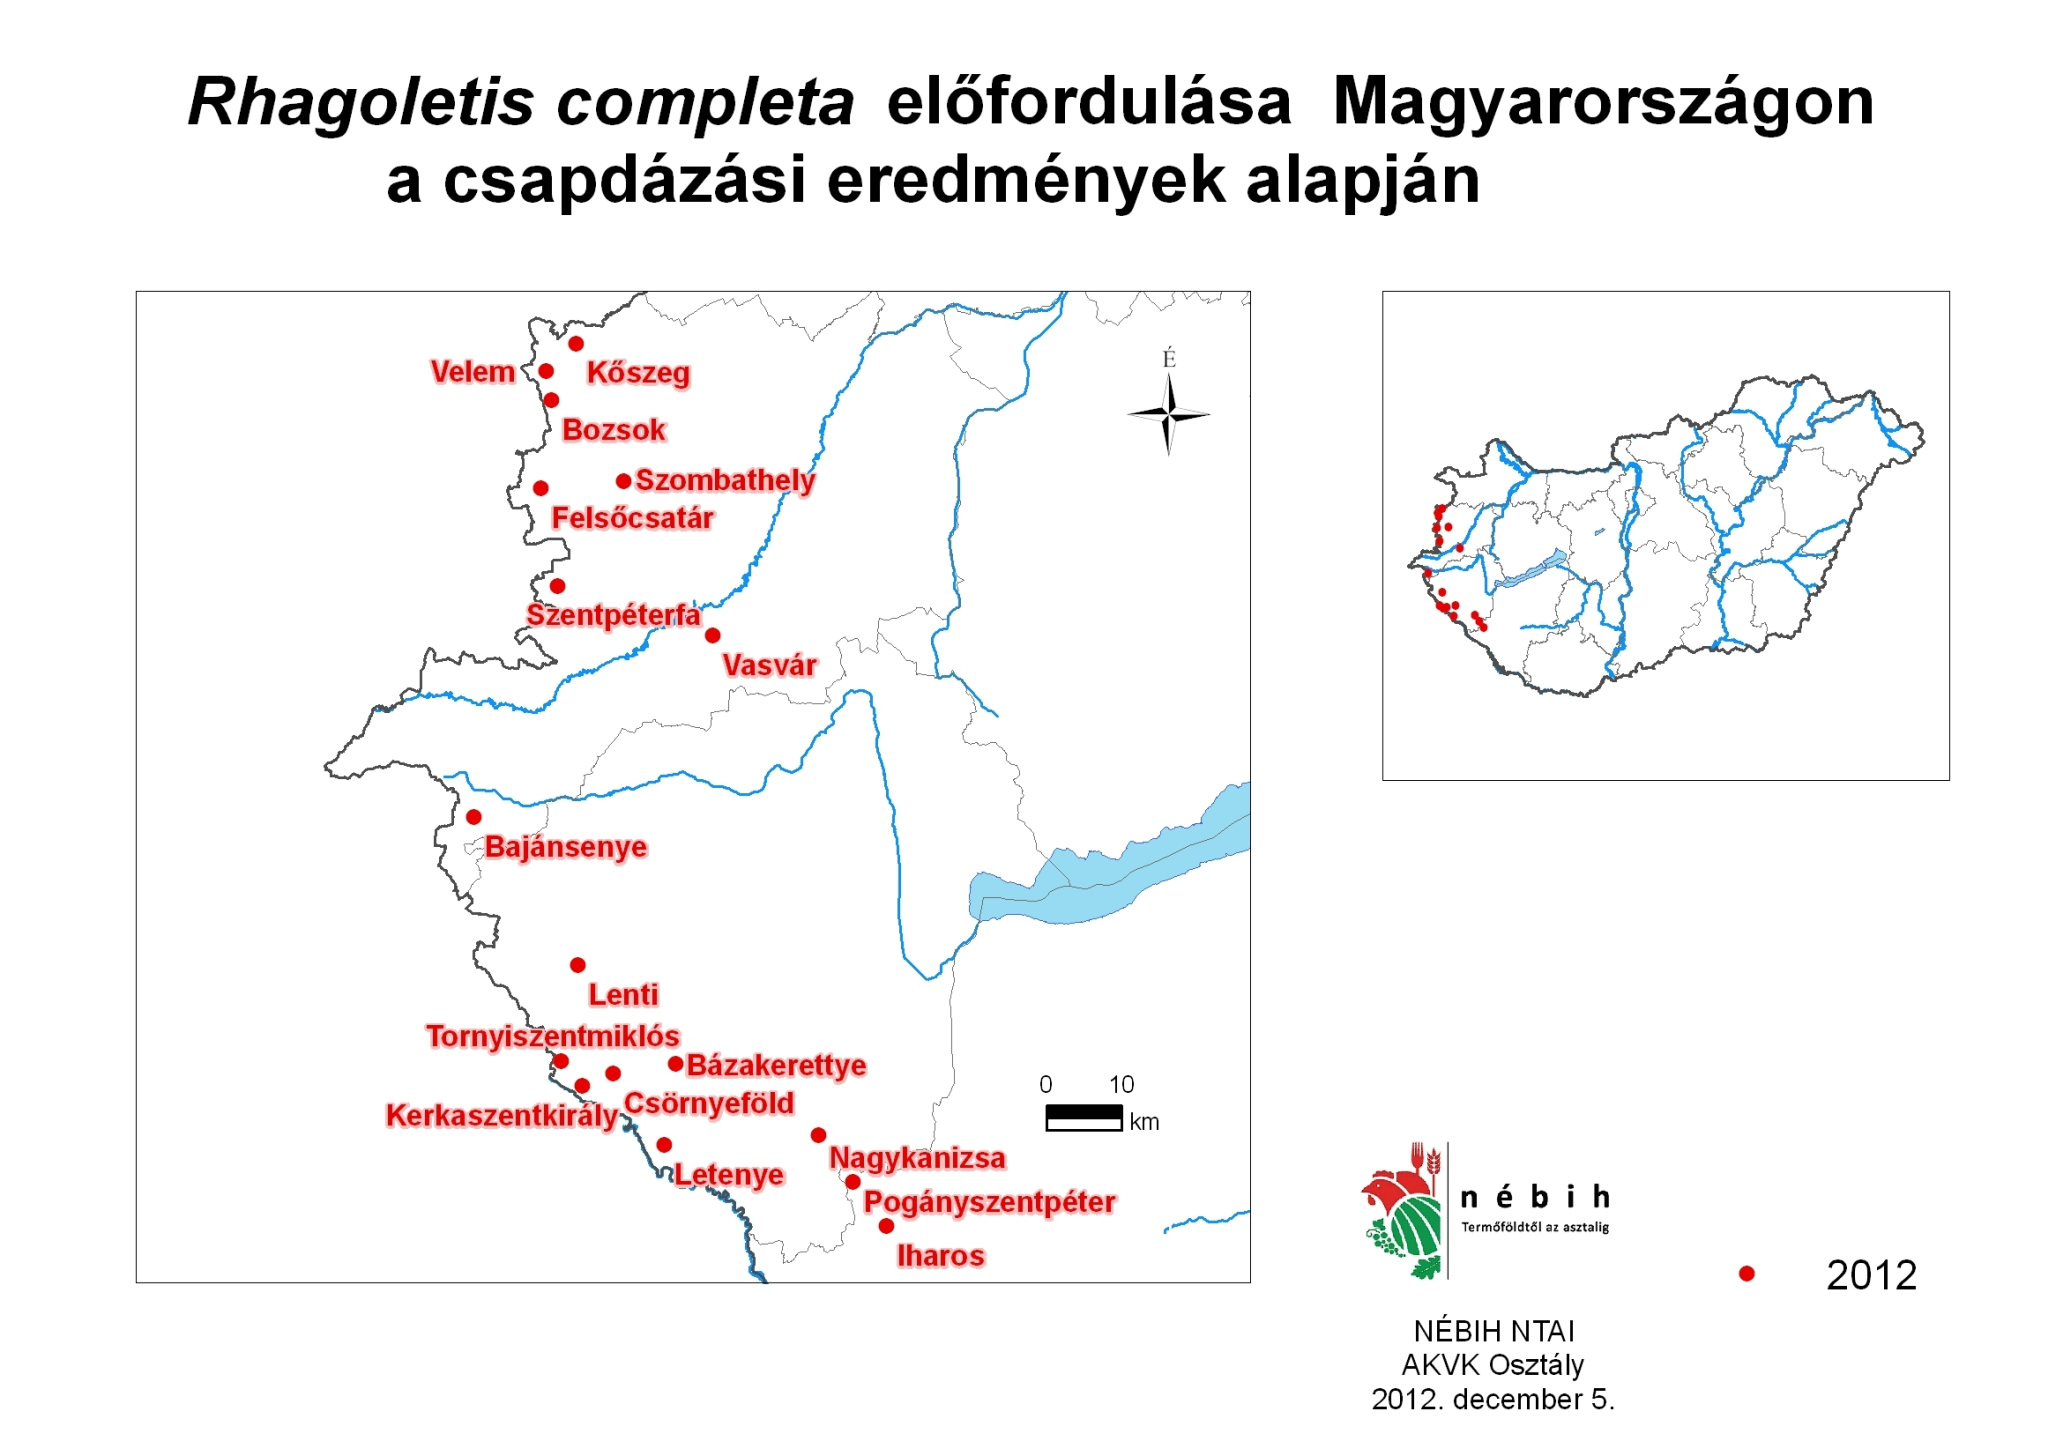 Rhagoletis completa előfordulása Magyarországon
a csapdázási eredmények alapján
É
Velem
Kőszeg
Bozsok
Szombathely
Felsőcsatár
Szentpéterfa
Vasvár
Bajánsenye
Lenti
Tornyiszentmiklós
Bázakerettye
Csörnyeföld
Kerkaszentkirály
Letenye
Nagykanizsa
Pogányszentpéter
Iharos
0 10
km
nébih
Termőföldtől az asztalig
2012
NÉBIH NTAI
AKVK Osztály
2012. december 5.